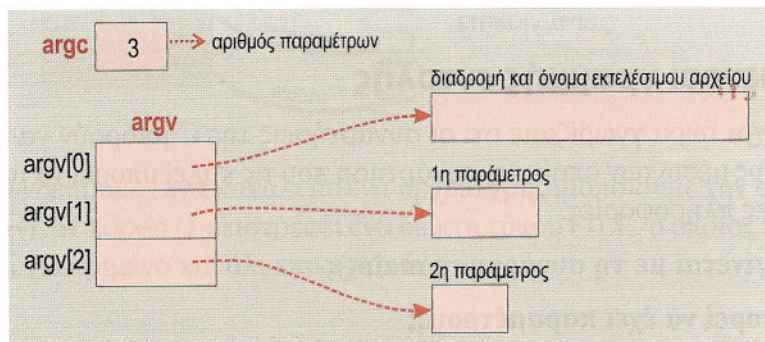 argc 3 αριθμός παραμέτρων
διαδρομή και όνομα εκτελέσιμου αρχείου
argv
argv[0]
1η παράμετρος
argv[1]
argv[2]
2η παράμετρος